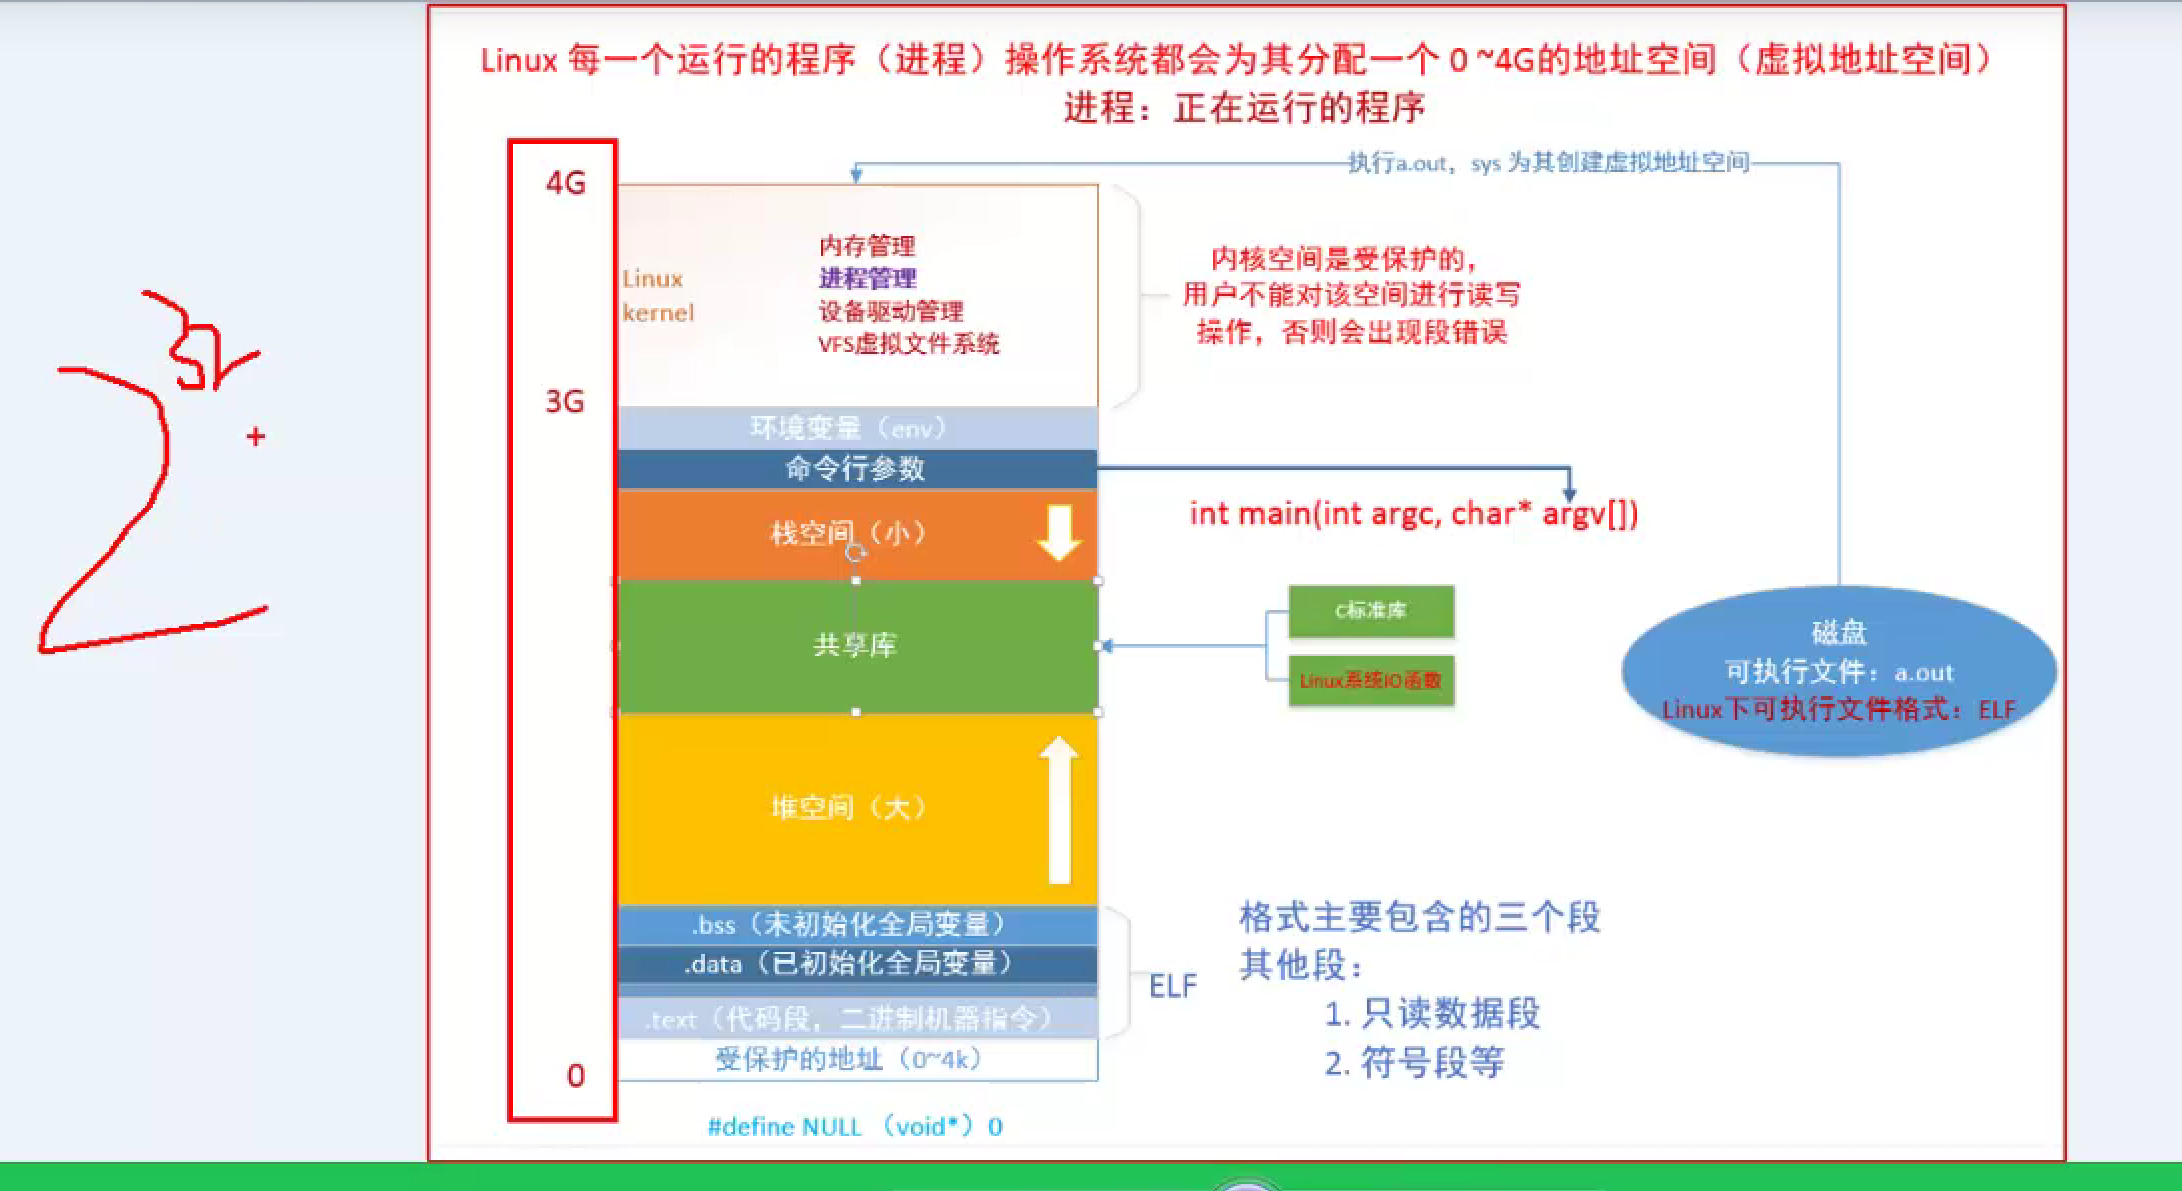 Linux 每一个运行的程序（进程）操作系统都会为其分配一个 0 ~4G的地址空间（虚拟地址空间）
进程：正在运行的程序
执行a.out，sys 为其创建虚拟地址空间
4G
内存管理
进程管理
设备驱动管理
VFS虚拟文件系统
Linux
kernel
内核空间是受保护的，
用户不能对该空间进行读写
操作，否则会出现段错误
2
32
3G
环境变量（env）
命令行参数
int main(int argc, char* argv[])
栈空间（小）
共享库
C标准库
Linux系统IO函数
磁盘
可执行文件：a.out
Linux下可执行文件格式：ELF
堆空间（大）
.bss（未初始化全局变量）
.data（已初始化全局变量）
.text（代码段，二进制机器指令）
ELF
格式主要包含的三个段
其他段：
1. 只读数据段
2. 符号段等
受保护的地址（0~4k）
0
#define NULL （void*）0